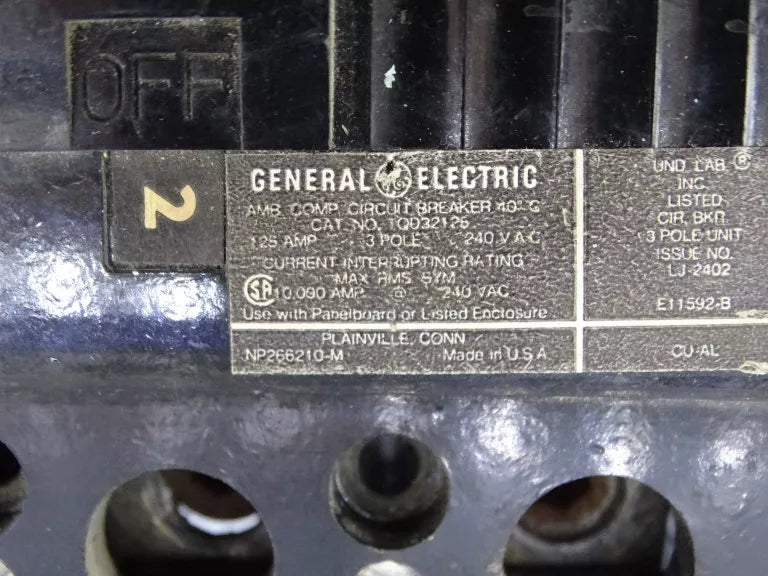 OFF
2
GENERAL ELECTRIC
AMB. COMP. CIRCUIT BREAKER 40° C
CAT NO. TQD32125
125 AMP 3 POLE 240 VAC
CURRENT INTERRUPTING RATING
MAX RMS SYM
SA 10,000 AMP @ 240 VAC
Use with Panelboard or Listed Enclosure
PLAINVILLE, CONN
NP266210-M Made in U.S.A
UND. LAB. ®
INC.
LISTED
CIR. BKR.
3 POLE UNIT
ISSUE NO.
LJ-2402
E11592-B
CU-AL